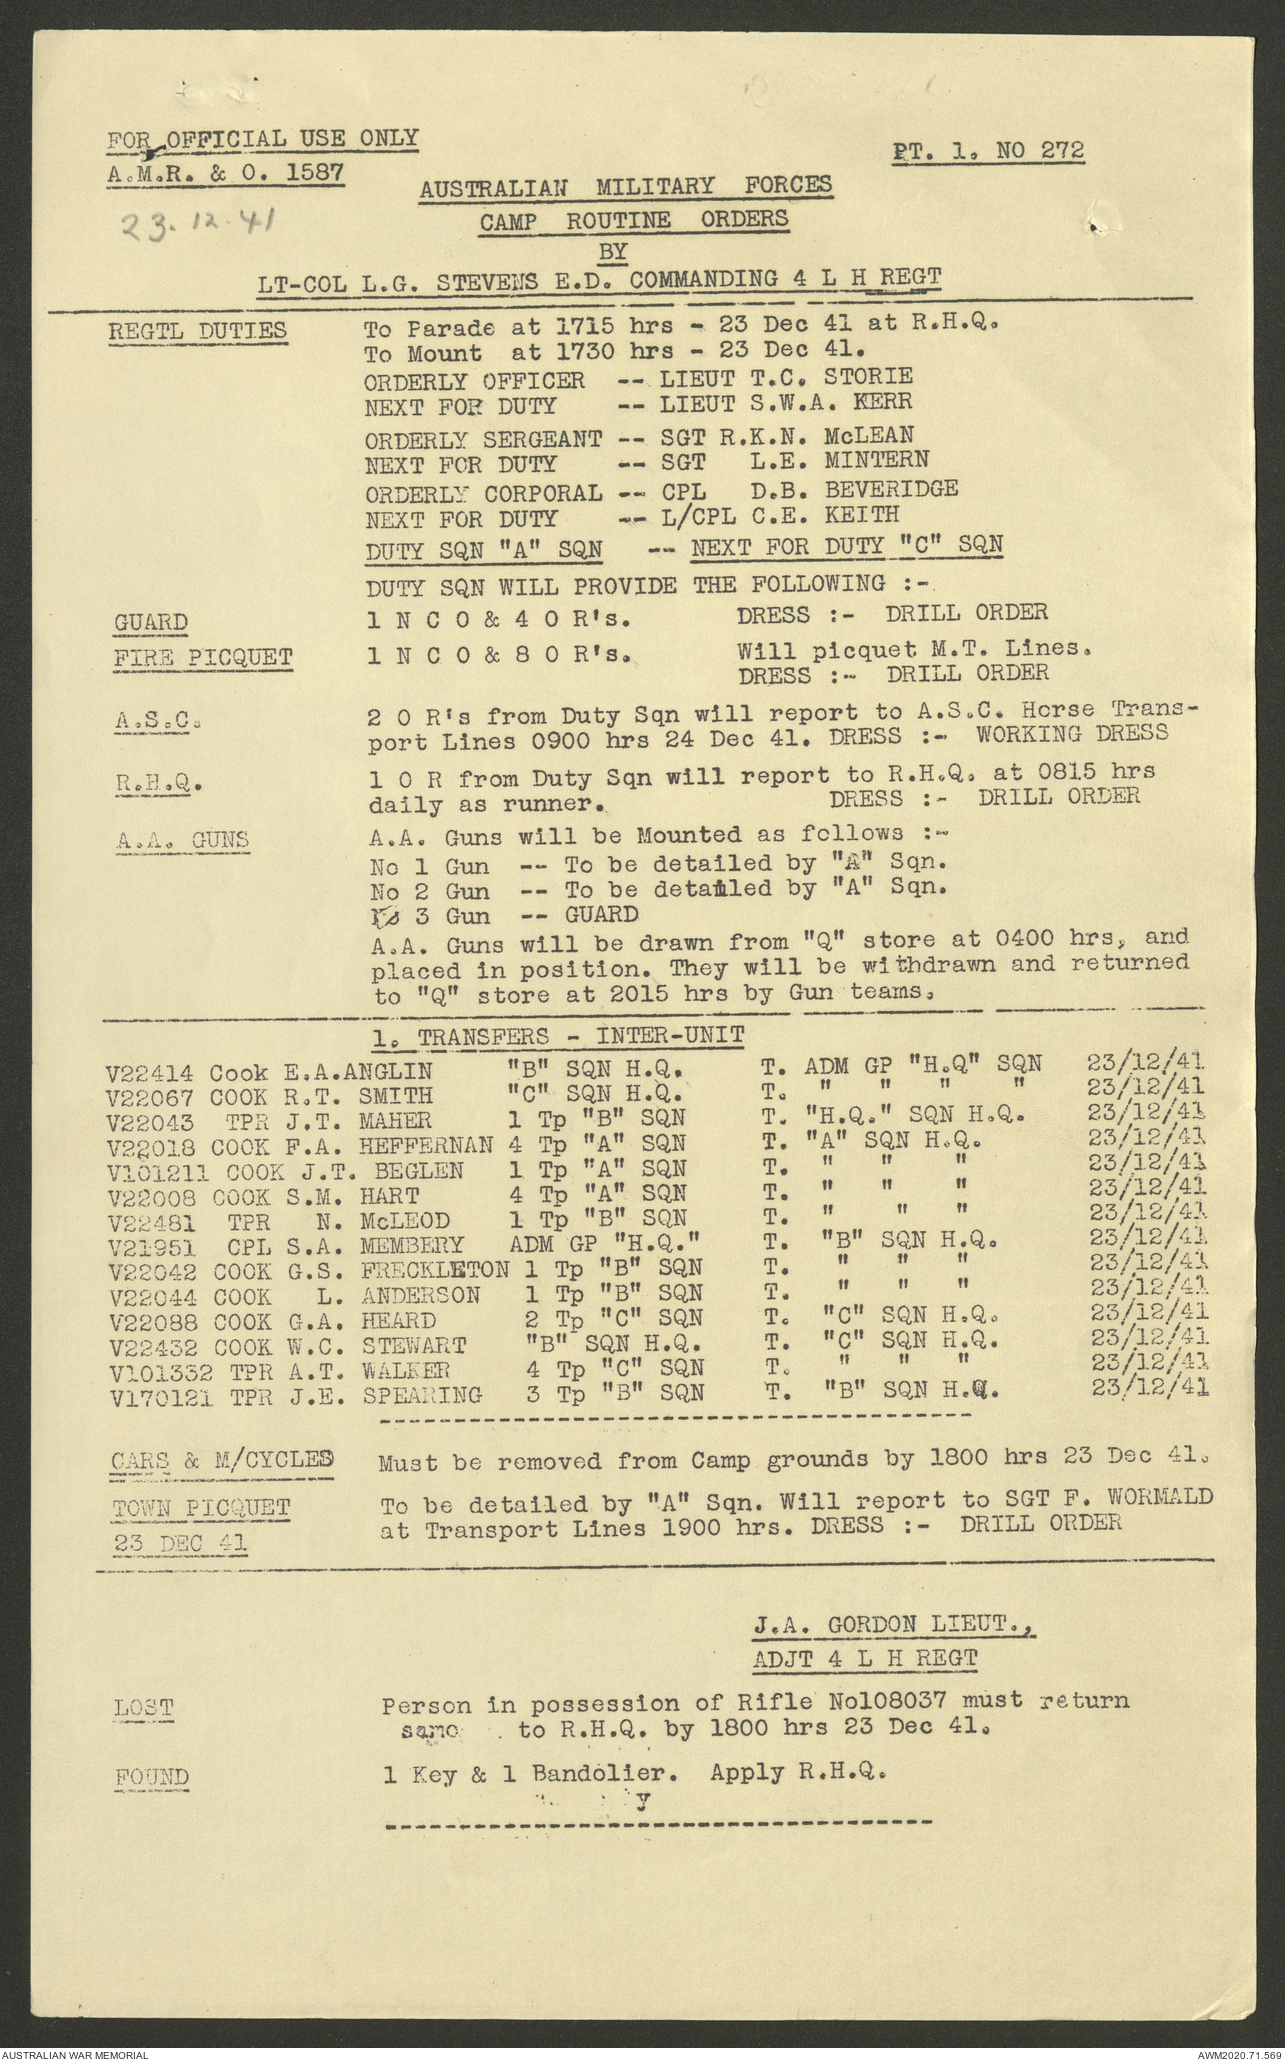 FOR OFFICIAL USE ONLY
PT. 1. NO 272
A.M.R. & O. 1587
23.12.41
AUSTRALIAN MILITARY FORCES
CAMP ROUTINE ORDERS
BY
LT-COL L.G. STEVENS E.D. COMMANDING 4 L H REGT
REGTL DUTIES To Parade at 1715 hrs - 23 Dec 41 at R.H.Q.
To Mount at 1730 hrs - 23 Dec 41.
ORDERLY OFFICER -- LIEUT T.C. STORIE
NEXT FOR DUTY -- LIEUT S.W.A. KERR
ORDERLY SERGEANT -- SGT R.K.N. McLEAN
NEXT FOR DUTY -- SGT L.E. MINTERN
ORDERLY CORPORAL -- CPL D.B. BEVERIDGE
NEXT FOR DUTY -- L/CPL C.E. KEITH
DUTY SQN "A" SQN -- NEXT FOR DUTY "C" SQN
DUTY SQN WILL PROVIDE THE FOLLOWING :-
GUARD 1 N C O & 4 O R's. DRESS :- DRILL ORDER
FIRE PICQUET 1 N C O & 8 O R's. Will picquet M.T. Lines.
DRESS :- DRILL ORDER
A.S.C. 2 O R's from Duty Sqn will report to A.S.C. Horse Trans-
port Lines 0900 hrs 24 Dec 41. DRESS :- WORKING DRESS
R.H.Q. 1 O R from Duty Sqn will report to R.H.Q. at 0815 hrs
daily as runner. DRESS :- DRILL ORDER
A.A. GUNS A.A. Guns will be Mounted as follows :-
No 1 Gun -- To be detailed by "A" Sqn.
No 2 Gun -- To be detailed by "A" Sqn.
No 3 Gun -- GUARD
A.A. Guns will be drawn from "Q" store at 0400 hrs, and
placed in position. They will be withdrawn and returned
to "Q" store at 2015 hrs by Gun teams.
1. TRANSFERS - INTER-UNIT
V22414 Cook E.A.ANGLIN "B" SQN H.Q. T. ADM GP "H.Q" SQN 23/12/41
V22067 COOK R.T. SMITH "C" SQN H.Q. T. " " " " 23/12/41
V22043 TPR J.T. MAHER 1 Tp "B" SQN T. "H.Q." SQN H.Q. 23/12/41
V22018 COOK F.A. HEFFERNAN 4 Tp "A" SQN T. "A" SQN H.Q. 23/12/41
V101211 COOK J.T. BEGLEN 1 Tp "A" SQN T. " " " 23/12/41
V22008 COOK S.M. HART 4 Tp "A" SQN T. " " " 23/12/41
V22481 TPR N. McLEOD 1 Tp "B" SQN T. " " " 23/12/41
V21951 CPL S.A. MEMBERY ADM GP "H.Q." T. "B" SQN H.Q. 23/12/41
V22042 COOK G.S. FRECKLETON 1 Tp "B" SQN T. " " " 23/12/41
V22044 COOK L. ANDERSON 1 Tp "B" SQN T. " " " 23/12/41
V22088 COOK G.A. HEARD 2 Tp "C" SQN T. "C" SQN H.Q. 23/12/41
V22432 COOK W.C. STEWART "B" SQN H.Q. T. "C" SQN H.Q. 23/12/41
V101332 TPR A.T. WALKER 4 Tp "C" SQN T. " " " 23/12/41
V170121 TPR J.E. SPEARING 3 Tp "B" SQN T. "B" SQN H.Q. 23/12/41
CARS & M/CYCLES Must be removed from Camp grounds by 1800 hrs 23 Dec 41.
TOWN PICQUET To be detailed by "A" Sqn. Will report to SGT F. WORMALD
23 DEC 41 at Transport Lines 1900 hrs. DRESS :- DRILL ORDER
J.A. GORDON LIEUT.,
ADJT 4 L H REGT
LOST Person in possession of Rifle No108037 must return
same to R.H.Q. by 1800 hrs 23 Dec 41.
FOUND 1 Key & 1 Bandolier. Apply R.H.Q.
y
AUSTRALIAN WAR MEMORIAL
AWM2020.71.569